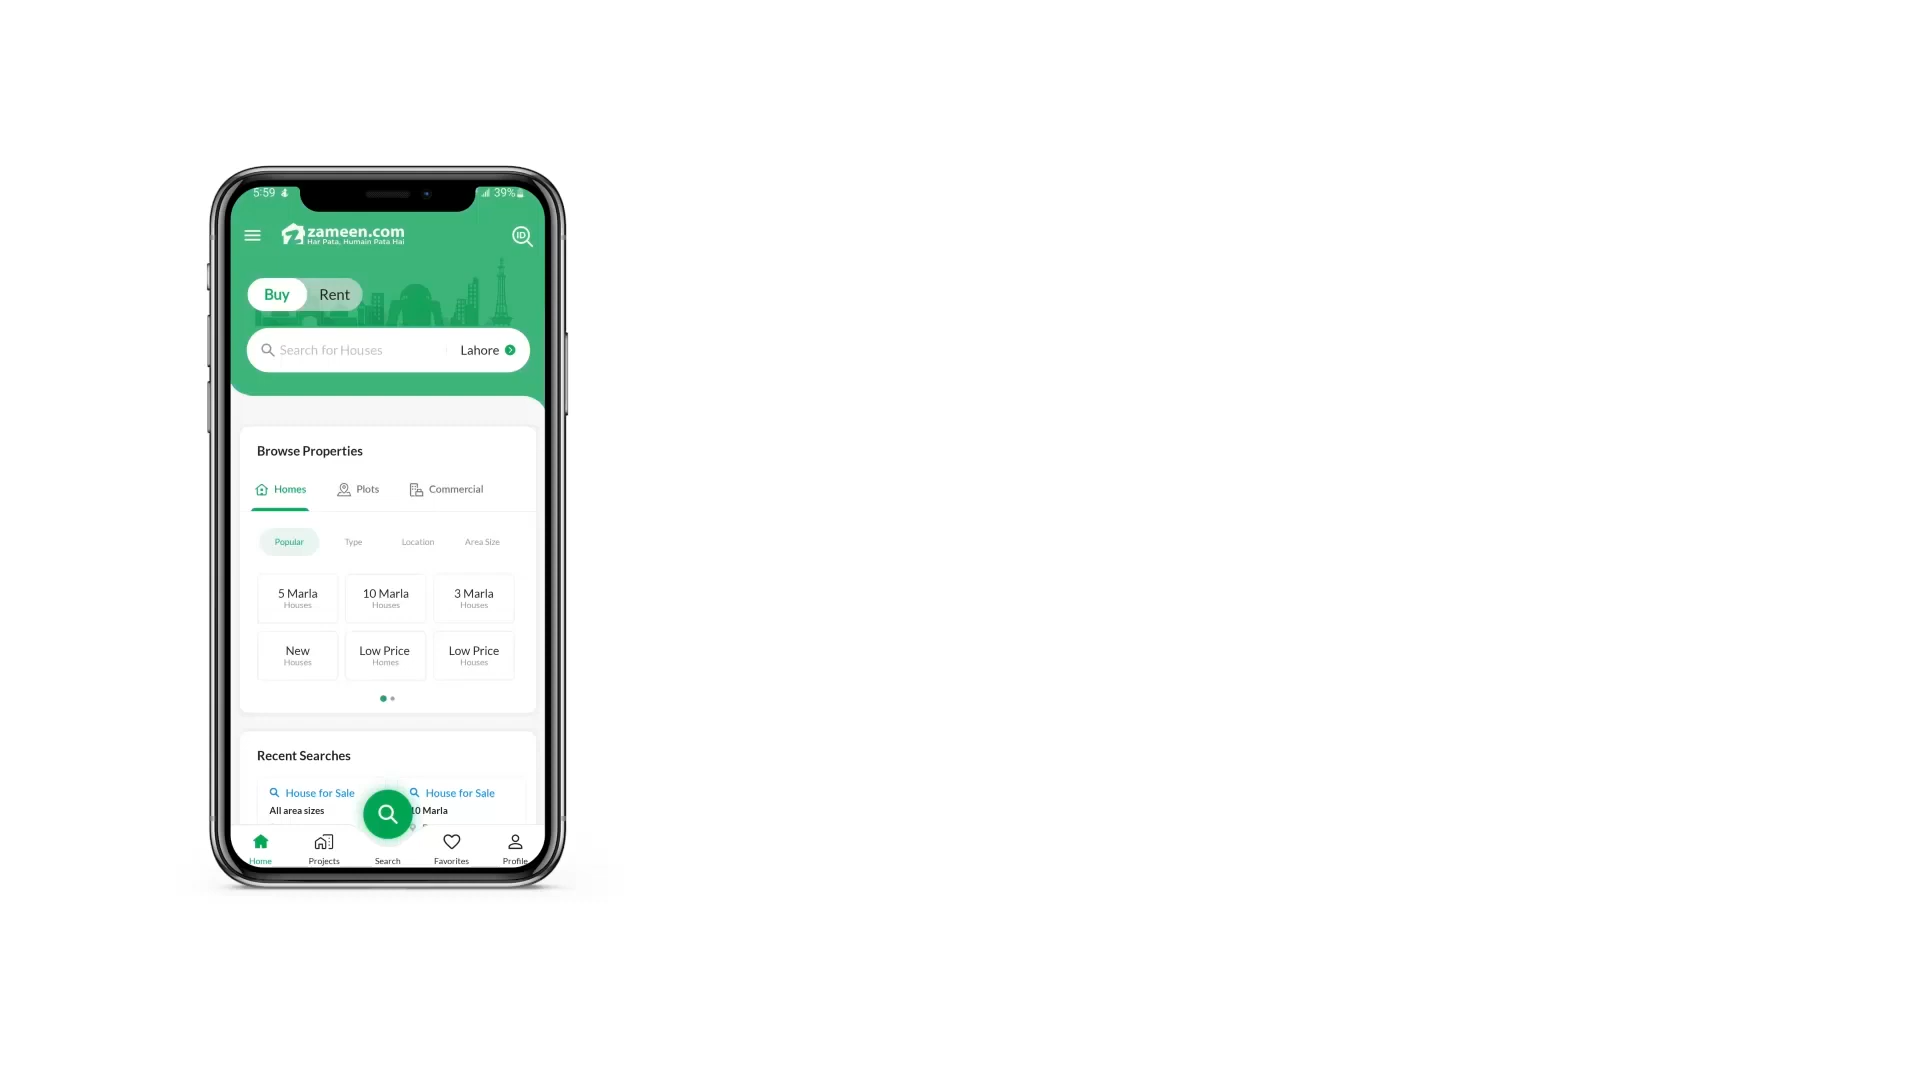 5:59
39%
zameen.com
Har Pata, Humain Pata Hai
ID
Buy Rent
Search for Houses Lahore
Browse Properties
Homes Plots Commercial
Popular Type Location Area Size
5 Marla 10 Marla 3 Marla
Houses Houses Houses
New Low Price Low Price
Houses Homes Houses
Recent Searches
House for Sale House for Sale
All area sizes 10 Marla
Home Projects Search Favorites Profile